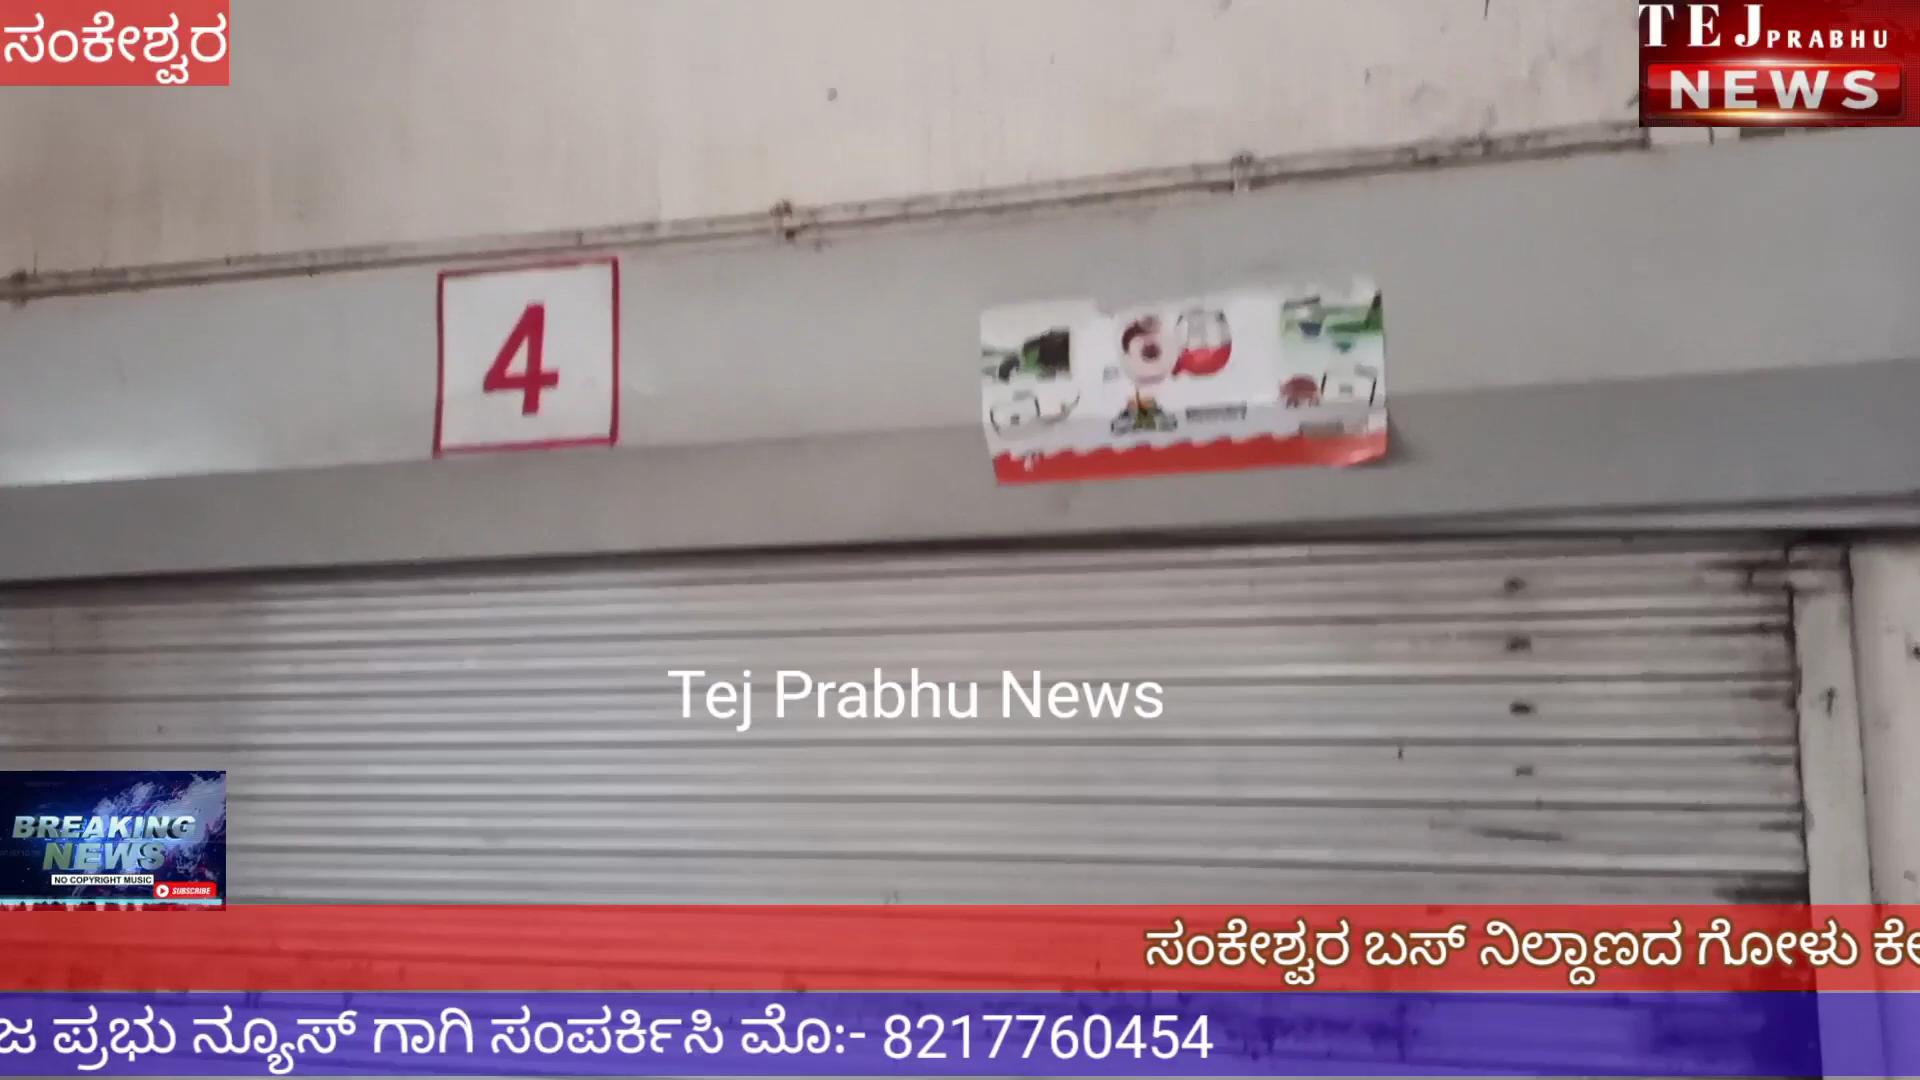 ಸಂಕೇಶ್ವರ
TEJ PRABHU
NEWS
4
Tej Prabhu News
BREAKING
NEWS
NO COPYRIGHT MUSIC
SUBSCRIBE
ಸಂಕೇಶ್ವರ ಬಸ್ ನಿಲ್ದಾಣದ ಗೋಳು ಕೇ
ಜ ಪ್ರಭು ನ್ಯೂಸ್ ಗಾಗಿ ಸಂಪರ್ಕಿಸಿ ಮೊ:- 8217760454